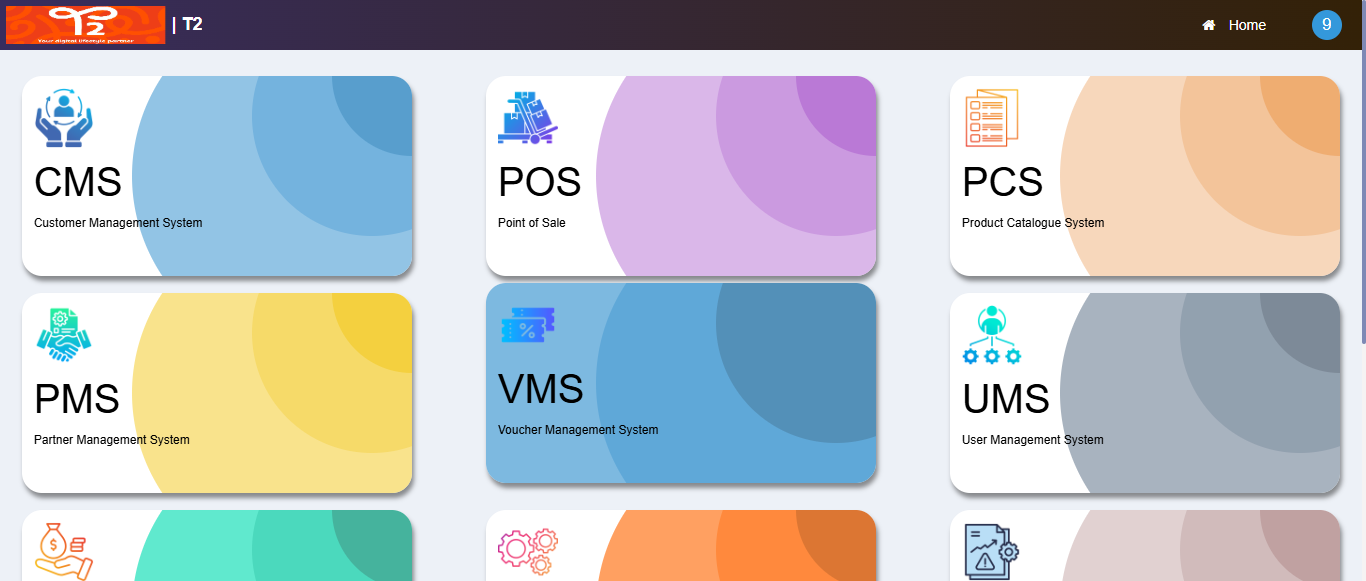 T2
Your digital lifestyle partner
| T2
Home
9
CMS
Customer Management System
POS
Point of Sale
PCS
Product Catalogue System
PMS
Partner Management System
VMS
Voucher Management System
UMS
User Management System